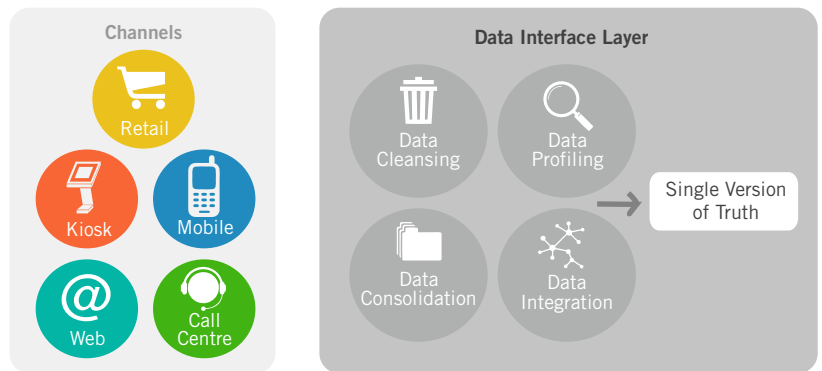 Channels
Retail
Kiosk
Mobile
@
Web
Call
Centre
Data Interface Layer
Data
Cleansing
Data
Profiling
Data
Consolidation
Data
Integration
Single Version
of Truth